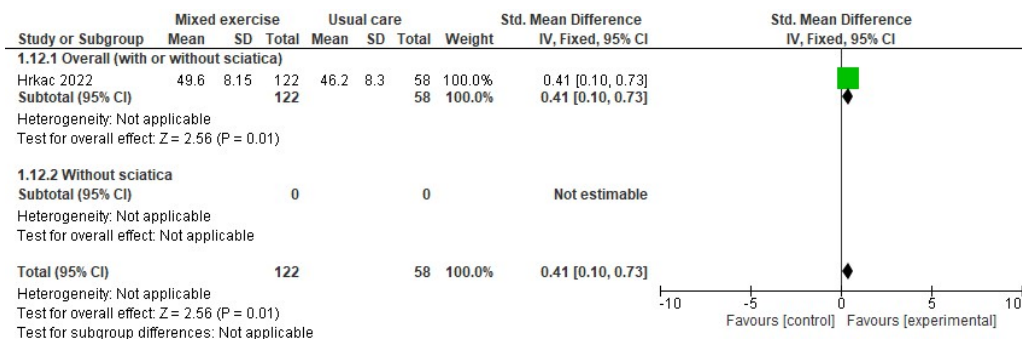 Mixed exercise Usual care Std. Mean Difference Std. Mean Difference
Study or Subgroup Mean SD Total Mean SD Total Weight IV, Fixed, 95% CI IV, Fixed, 95% CI
1.12.1 Overall (with or without sciatica)
Hrkac 2022 49.6 8.15 122 46.2 8.3 58 100.0% 0.41 [0.10, 0.73]
Subtotal (95% CI) 122 58 100.0% 0.41 [0.10, 0.73]
Heterogeneity: Not applicable
Test for overall effect: Z = 2.56 (P = 0.01)
1.12.2 Without sciatica
Subtotal (95% CI) 0 0 Not estimable
Heterogeneity: Not applicable
Test for overall effect: Not applicable
Total (95% CI) 122 58 100.0% 0.41 [0.10, 0.73]
Heterogeneity: Not applicable
Test for overall effect: Z = 2.56 (P = 0.01)
Test for subgroup differences: Not applicable
-10 -5 0 5 10
Favours [control] Favours [experimental]